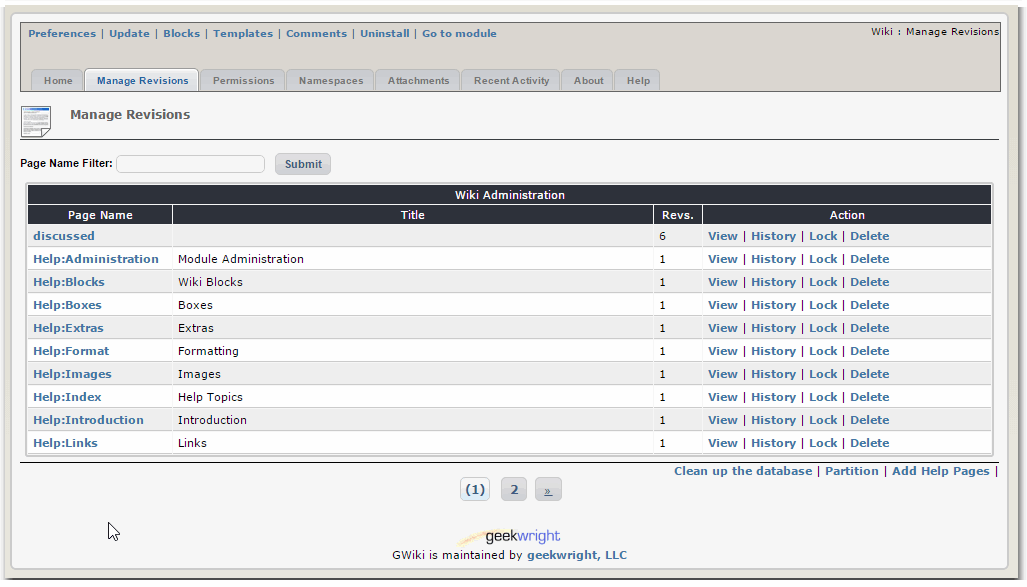 Preferences | Update | Blocks | Templates | Comments | Uninstall | Go to module
Wiki : Manage Revisions
Home Manage Revisions Permissions Namespaces Attachments Recent Activity About Help
Manage Revisions
Page Name Filter: Submit
Wiki Administration
Page Name Title Revs. Action
discussed 6 View | History | Lock | Delete
Help:Administration Module Administration 1 View | History | Lock | Delete
Help:Blocks Wiki Blocks 1 View | History | Lock | Delete
Help:Boxes Boxes 1 View | History | Lock | Delete
Help:Extras Extras 1 View | History | Lock | Delete
Help:Format Formatting 1 View | History | Lock | Delete
Help:Images Images 1 View | History | Lock | Delete
Help:Index Help Topics 1 View | History | Lock | Delete
Help:Introduction Introduction 1 View | History | Lock | Delete
Help:Links Links 1 View | History | Lock | Delete
Clean up the database | Partition | Add Help Pages |
(1) 2 »
geekwright
GWiki is maintained by geekwright, LLC